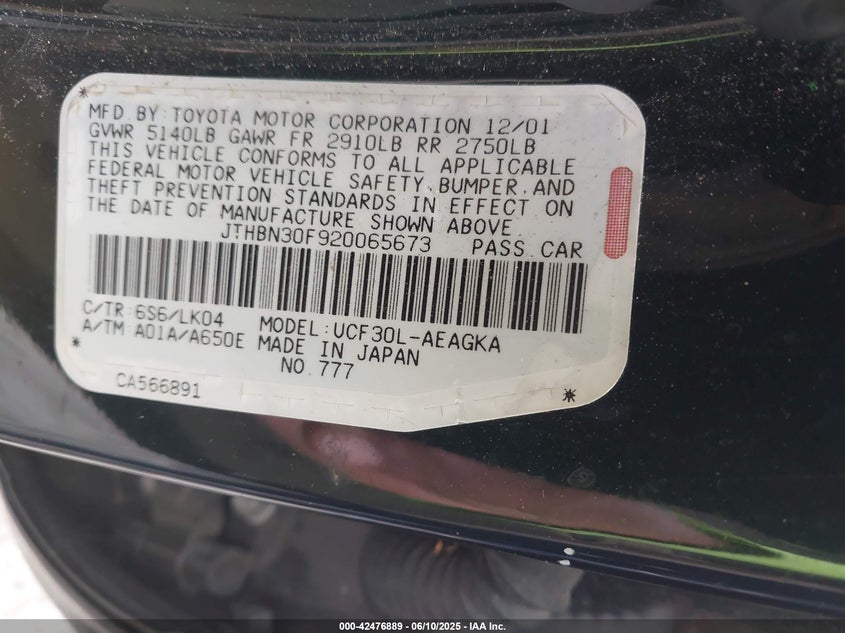 MFD. BY: TOYOTA MOTOR CORPORATION 12/01
GVWR 5140LB GAWR FR 2910LB RR 2750LB
THIS VEHICLE CONFORMS TO ALL APPLICABLE
FEDERAL MOTOR VEHICLE SAFETY, BUMPER, AND
THEFT PREVENTION STANDARDS IN EFFECT ON
THE DATE OF MANUFACTURE SHOWN ABOVE
JTHBN30F920065673 PASS. CAR
C/TR:6S6/LK04
A/TM:A01A/A650E
MODEL:UCF30L-AEAGKA
MADE IN JAPAN
NO.777
CA566891
000-42476889 - 06/10/2025 - IAA Inc.